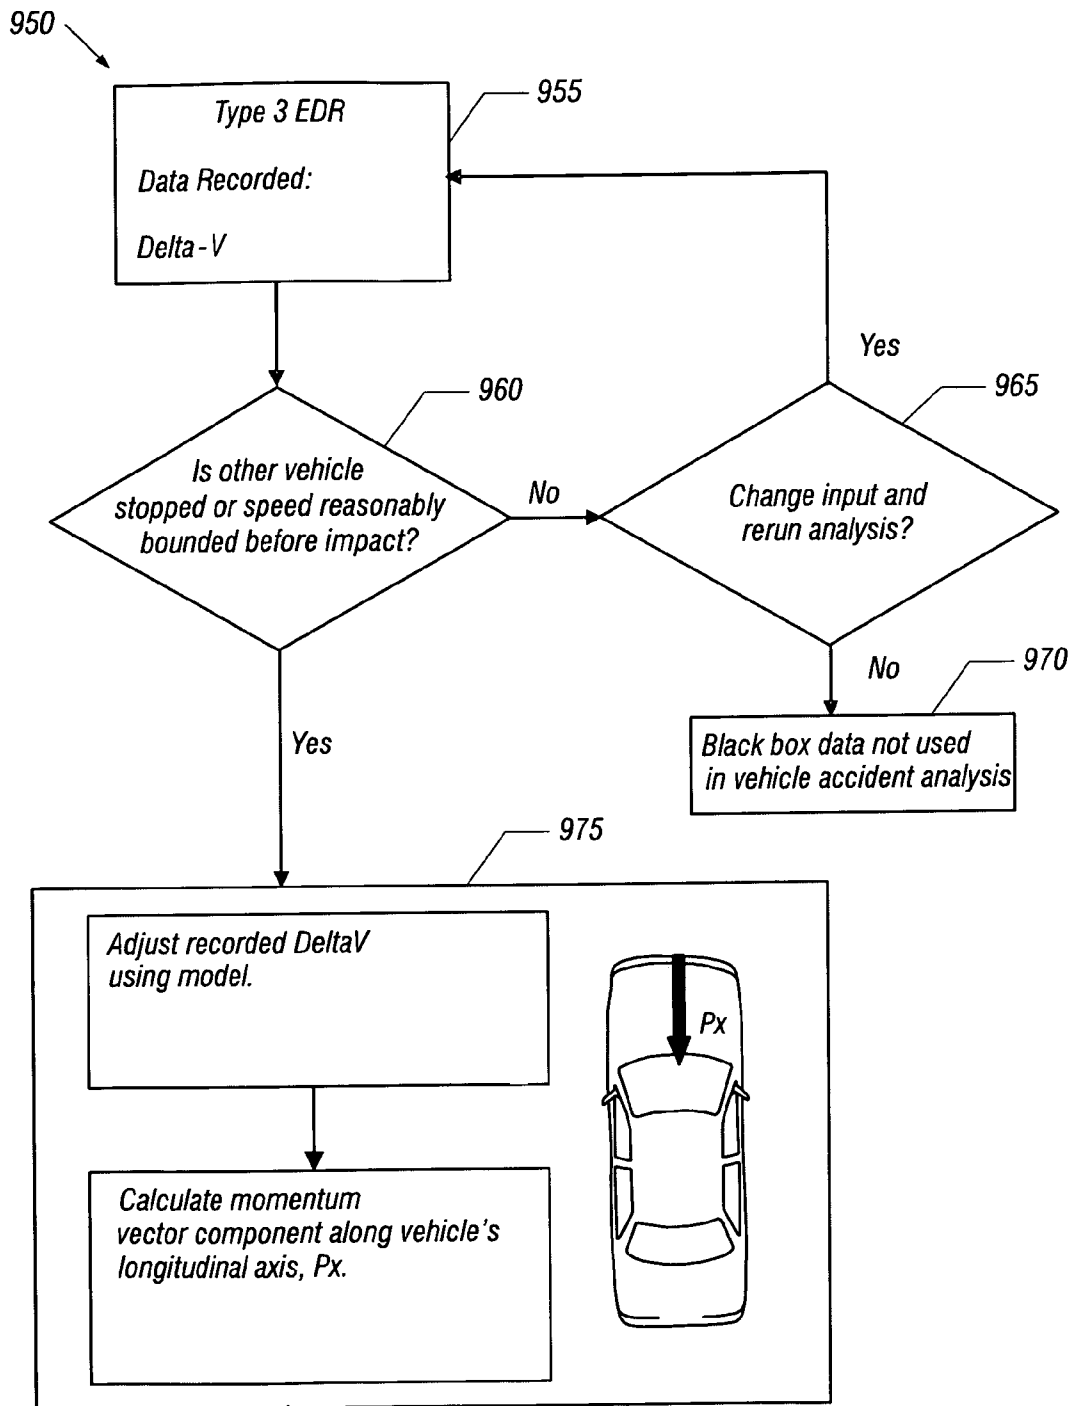 950
955
Type 3 EDR
Data Recorded:
Delta-V
Yes
960
965
Is other vehicle
stopped or speed reasonably
bounded before impact?
No
Change input and
rerun analysis?
No
970
Yes
Black box data not used
in vehicle accident analysis
975
Adjust recorded DeltaV
using model.
Px
Calculate momentum
vector component along vehicle's
longitudinal axis, Px.